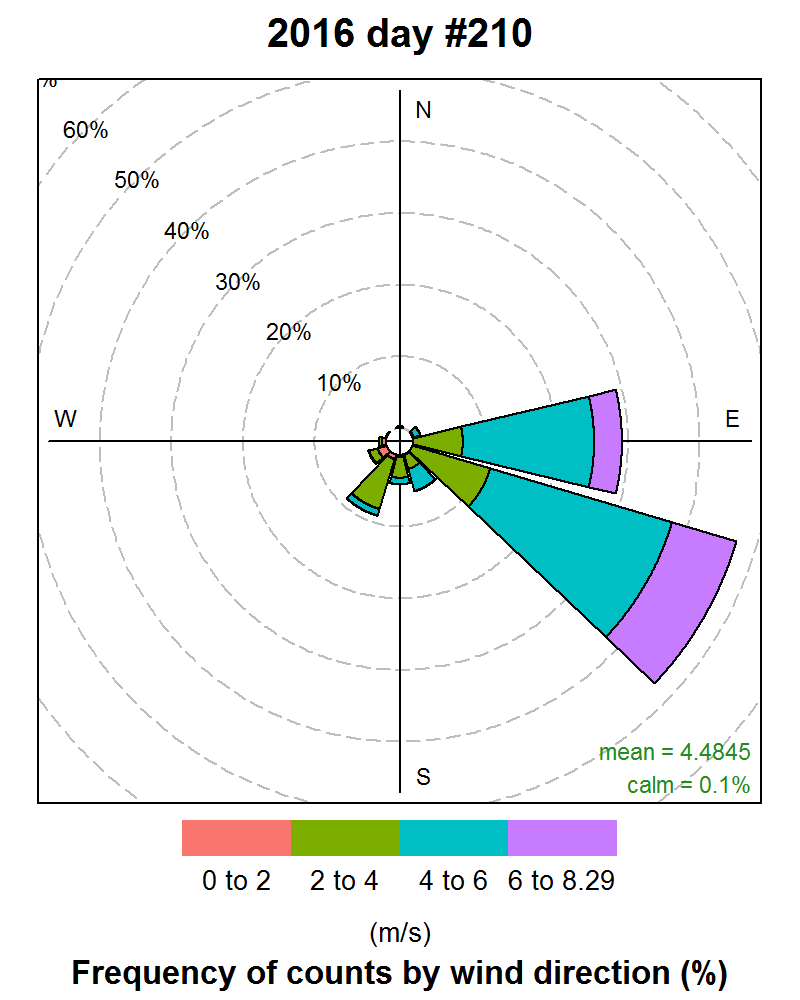 2016 day #210
%
60%
N
50%
40%
30%
20%
10%
W
E
mean = 4.4845
S
calm = 0.1%
0 to 2
2 to 4
4 to 6
6 to 8.29
(m/s)
Frequency of counts by wind direction (%)